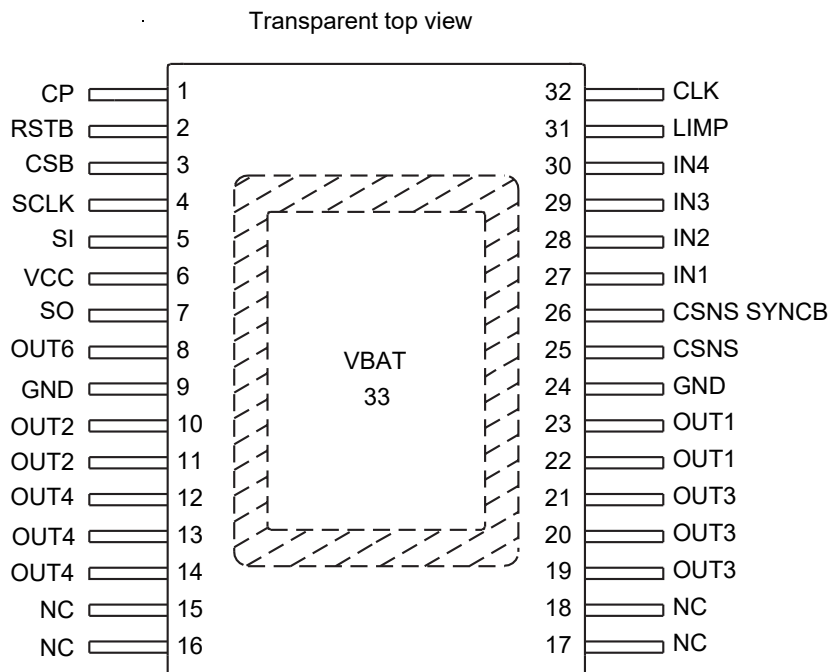 Transparent top view
CP 1 32 CLK
RSTB 2 31 LIMP
CSB 3 30 IN4
SCLK 4 29 IN3
SI 5 28 IN2
VCC 6 27 IN1
SO 7 26 CSNS SYNCB
OUT6 8 25 CSNS
GND 9 24 GND
OUT2 10 23 OUT1
OUT2 11 22 OUT1
OUT4 12 21 OUT3
OUT4 13 20 OUT3
OUT4 14 19 OUT3
NC 15 18 NC
NC 16 17 NC
VBAT
33